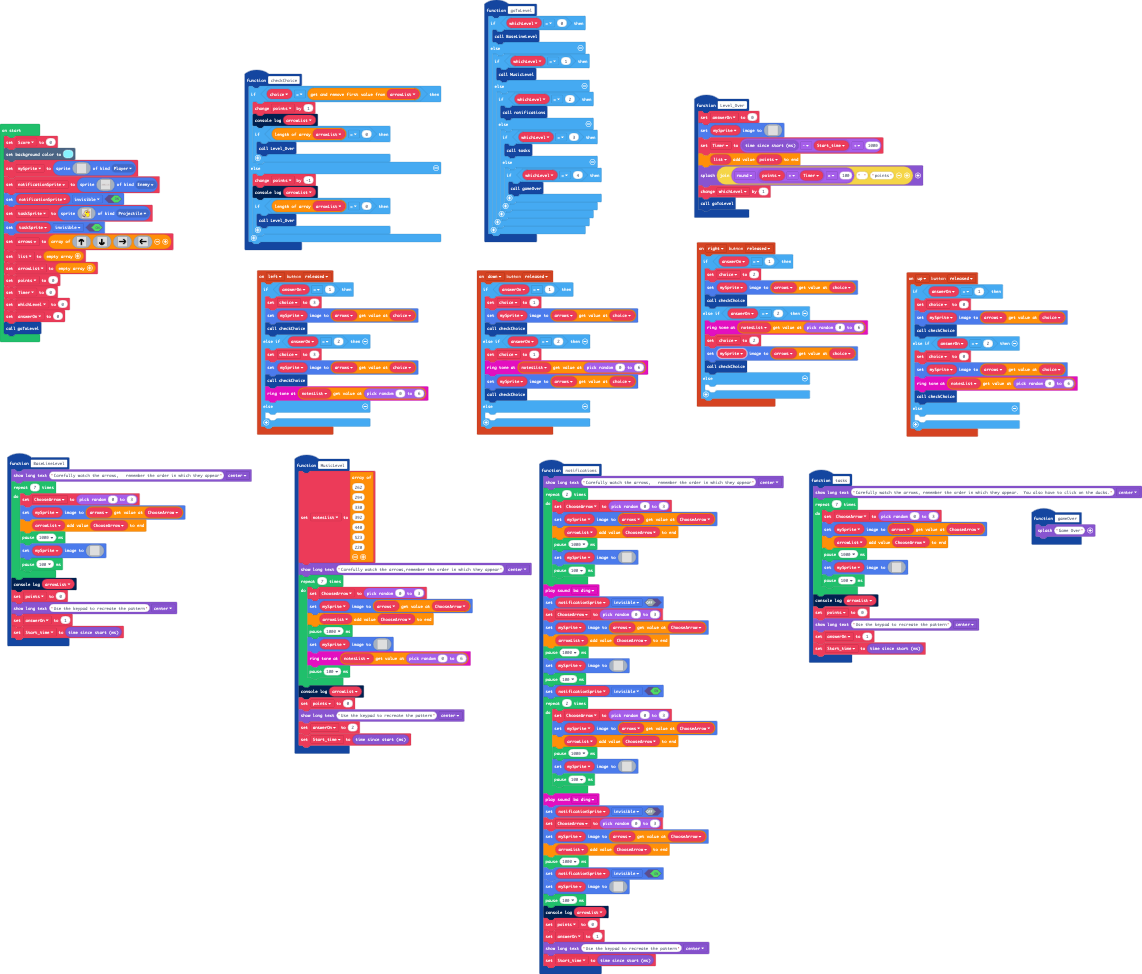 on start
set Score to 0
set background color to
set mySprite to sprite of kind Player
set notificationSprite to sprite of kind Enemy
set notificationSprite invisible
set taskSprite to sprite of kind Projectile
set taskSprite invisible
set arrows to array of
set list to empty array
set arrowList to empty array
set points to 0
set Timer to 0
set whichLevel to 0
set answerOn to 0
call goToLevel
function checkChoice
if choice = get and remove first value from arrowList then
change points by 1
console log arrowList
if length of array arrowList = 0 then
call Level_Over
else
change points by -1
console log arrowList
if length of array arrowList = 0 then
call Level_Over
function goToLevel
if whichLevel = 0 then
call BaseLineLevel
else
if whichLevel = 1 then
call MusicLevel
else
if whichLevel = 2 then
call notifications
else
if whichLevel = 3 then
call tasks
else
if whichLevel = 4 then
call gameOver
function Level_Over
set answerOn to 0
set mySprite image to
set Timer to time since start (ms) - Start_time ÷ 1000
list add value points to end
splash join round points ÷ Timer × 100 " " "points"
change whichLevel by 1
call goToLevel
on left button released
if answerOn = 1 then
set choice to 3
set mySprite image to arrows get value at choice
call checkChoice
else if answerOn = 2 then
set choice to 3
set mySprite image to arrows get value at choice
call checkChoice
ring tone at notesList get value at pick random 0 to 6
else
on down button released
if answerOn = 1 then
set choice to 1
set mySprite image to arrows get value at choice
call checkChoice
else if answerOn = 2 then
set choice to 1
ring tone at notesList get value at pick random 0 to 6
set mySprite image to arrows get value at choice
call checkChoice
else
on right button released
if answerOn = 1 then
set choice to 2
set mySprite image to arrows get value at choice
call checkChoice
else if answerOn = 2 then
ring tone at notesList get value at pick random 0 to 6
set choice to 2
set mySprite image to arrows get value at choice
call checkChoice
else
on up button released
if answerOn = 1 then
set choice to 0
set mySprite image to arrows get value at choice
call checkChoice
else if answerOn = 2 then
set choice to 0
set mySprite image to arrows get value at choice
ring tone at notesList get value at pick random 0 to 6
call checkChoice
else
function BaseLineLevel
show long text "Carefully watch the arrows, remember the order in which they appear" center
repeat 7 times
do set ChooseArrow to pick random 0 to 3
set mySprite image to arrows get value at ChooseArrow
arrowList add value ChooseArrow to end
pause 1000 ms
set mySprite image to
pause 100 ms
console log arrowList
set points to 0
show long text "Use the keypad to recreate the pattern" center
set answerOn to 1
set Start_time to time since start (ms)
function MusicLevel
set notesList to array of
262
294
330
392
440
523
220
show long text "Carefully watch the arrows,remember the order in which they appear" center
repeat 7 times
do set ChooseArrow to pick random 0 to 3
set mySprite image to arrows get value at ChooseArrow
arrowList add value ChooseArrow to end
pause 1000 ms
set mySprite image to
ring tone at notesList get value at pick random 0 to 6
pause 100 ms
console log arrowList
set points to 0
show long text "Use the keypad to recreate the pattern" center
set answerOn to 2
set Start_time to time since start (ms)
function notifications
show long text "Carefully watch the arrows, remember the order in which they appear" center
repeat 2 times
do set ChooseArrow to pick random 0 to 3
set mySprite image to arrows get value at ChooseArrow
arrowList add value ChooseArrow to end
pause 1000 ms
set mySprite image to
pause 100 ms
play sound ba ding
set notificationSprite invisible
set ChooseArrow to pick random 0 to 3
set mySprite image to arrows get value at ChooseArrow
arrowList add value ChooseArrow to end
pause 1000 ms
set mySprite image to
pause 100 ms
set notificationSprite invisible
repeat 2 times
do set ChooseArrow to pick random 0 to 3
set mySprite image to arrows get value at ChooseArrow
arrowList add value ChooseArrow to end
pause 1000 ms
set mySprite image to
pause 100 ms
play sound ba ding
set notificationSprite invisible
set ChooseArrow to pick random 0 to 3
set mySprite image to arrows get value at ChooseArrow
arrowList add value ChooseArrow to end
pause 1000 ms
set notificationSprite invisible
set mySprite image to
pause 100 ms
console log arrowList
set points to 0
set answerOn to 1
show long text "Use the keypad to recreate the pattern" center
set Start_time to time since start (ms)
function tasks
show long text "Carefully watch the arrows, remember the order in which they appear. You also have to click on the ducks." center
repeat 7 times
do set ChooseArrow to pick random 0 to 3
set mySprite image to arrows get value at ChooseArrow
arrowList add value ChooseArrow to end
pause 1000 ms
set mySprite image to
pause 100 ms
console log arrowList
set points to 0
show long text "Use the keypad to recreate the pattern" center
set answerOn to 1
set Start_time to time since start (ms)
function gameOver
splash "Game Over"